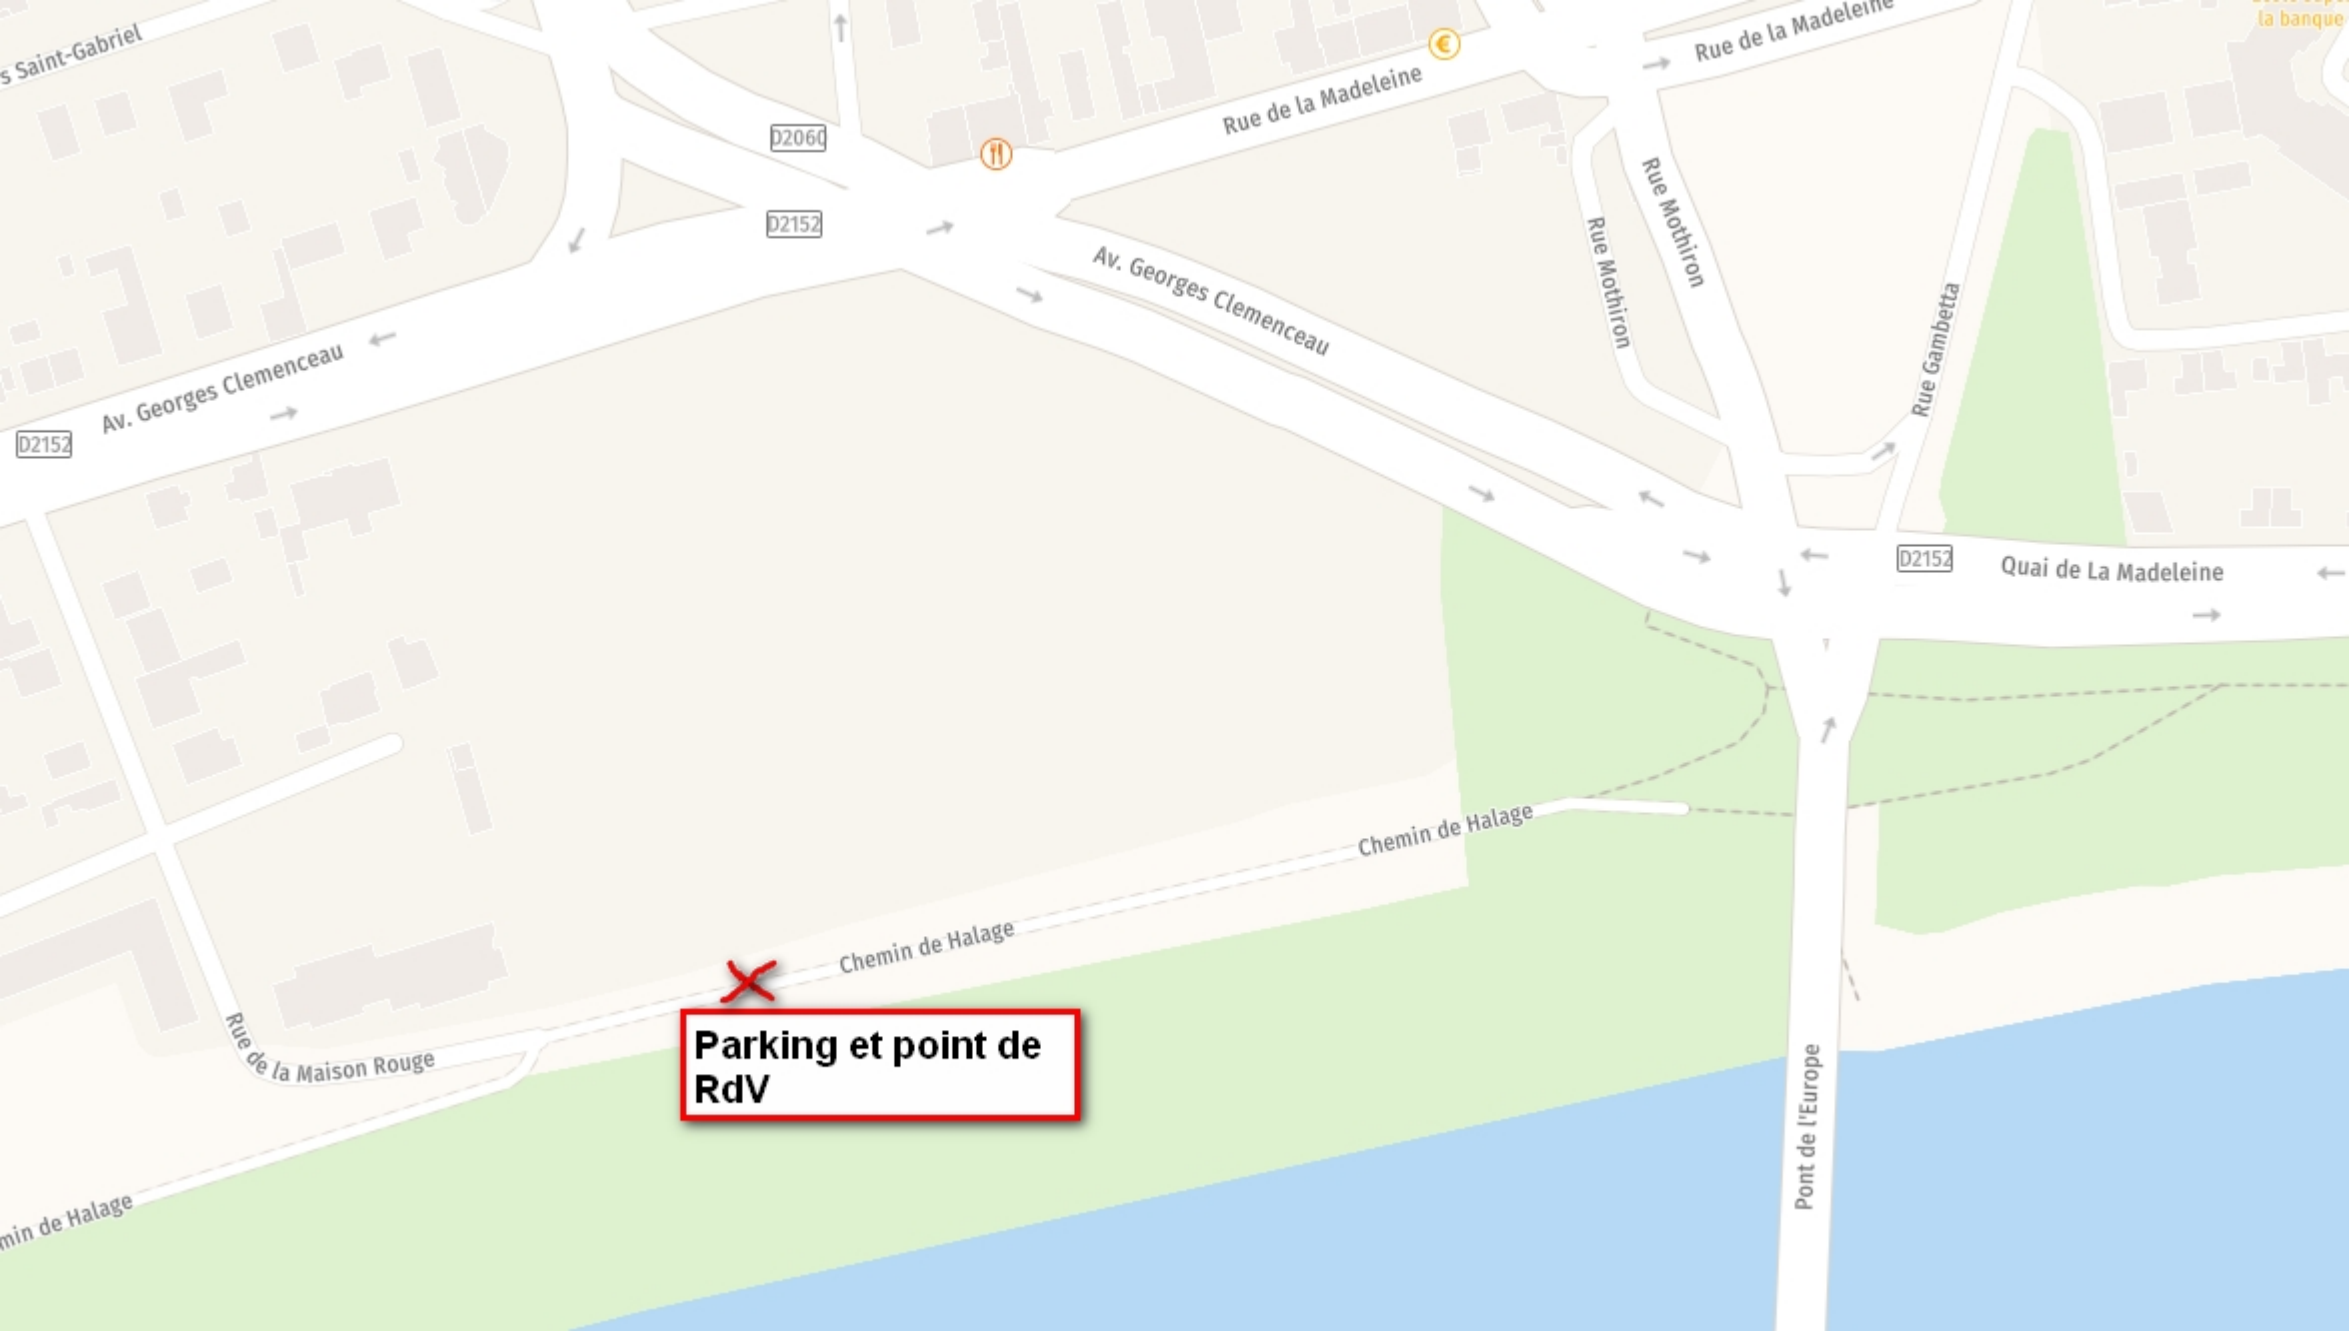 s Saint-Gabriel
Rue de la Madeleine
la banque
€
D2060
Rue de la Madeleine
D2152
Rue Mothiron
Rue Mothiron
Av. Georges Clemenceau
Av. Georges Clemenceau
Rue Gambetta
D2152
D2152
Quai de La Madeleine
Chemin de Halage
Chemin de Halage
Rue de la Maison Rouge
Parking et point de
RdV
Pont de l'Europe
min de Halage